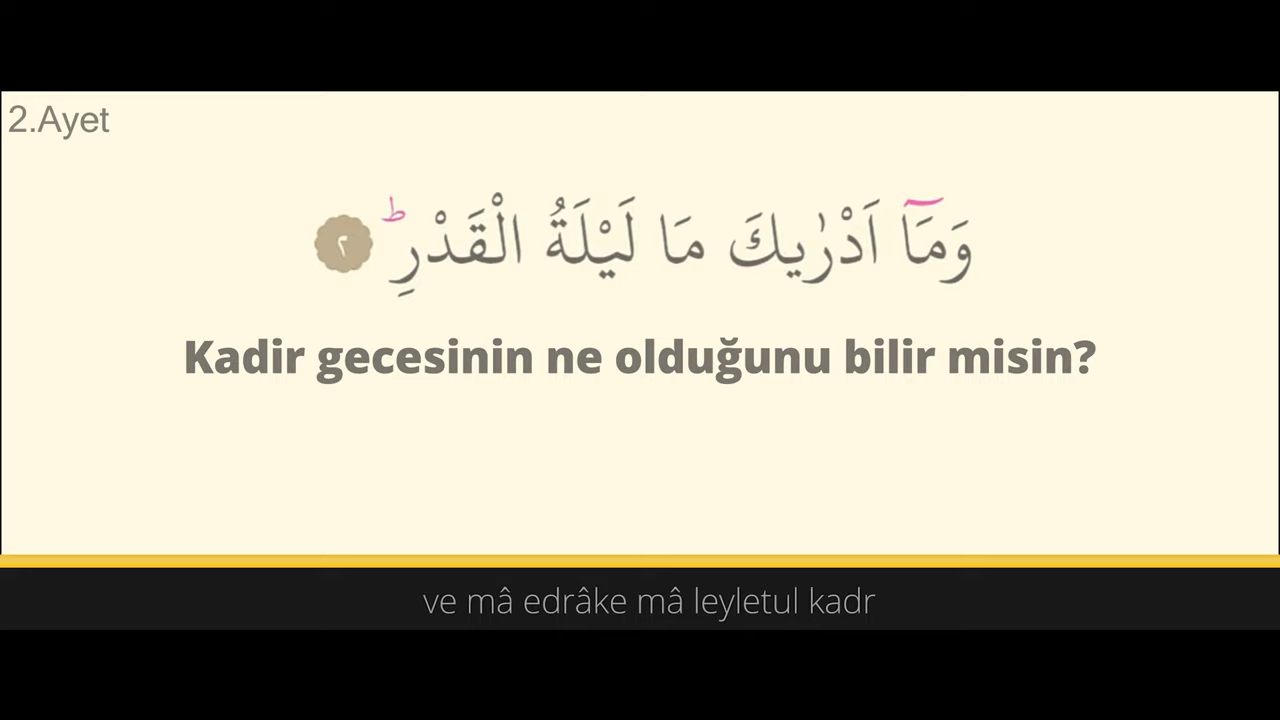 2.Ayet
وَمَٓا اَدْرٰيكَ مَا لَيْلَةُ الْقَدْرِۜ ٢
Kadir gecesinin ne olduğunu bilir misin?
ve mâ edrâke mâ leyletul kadr